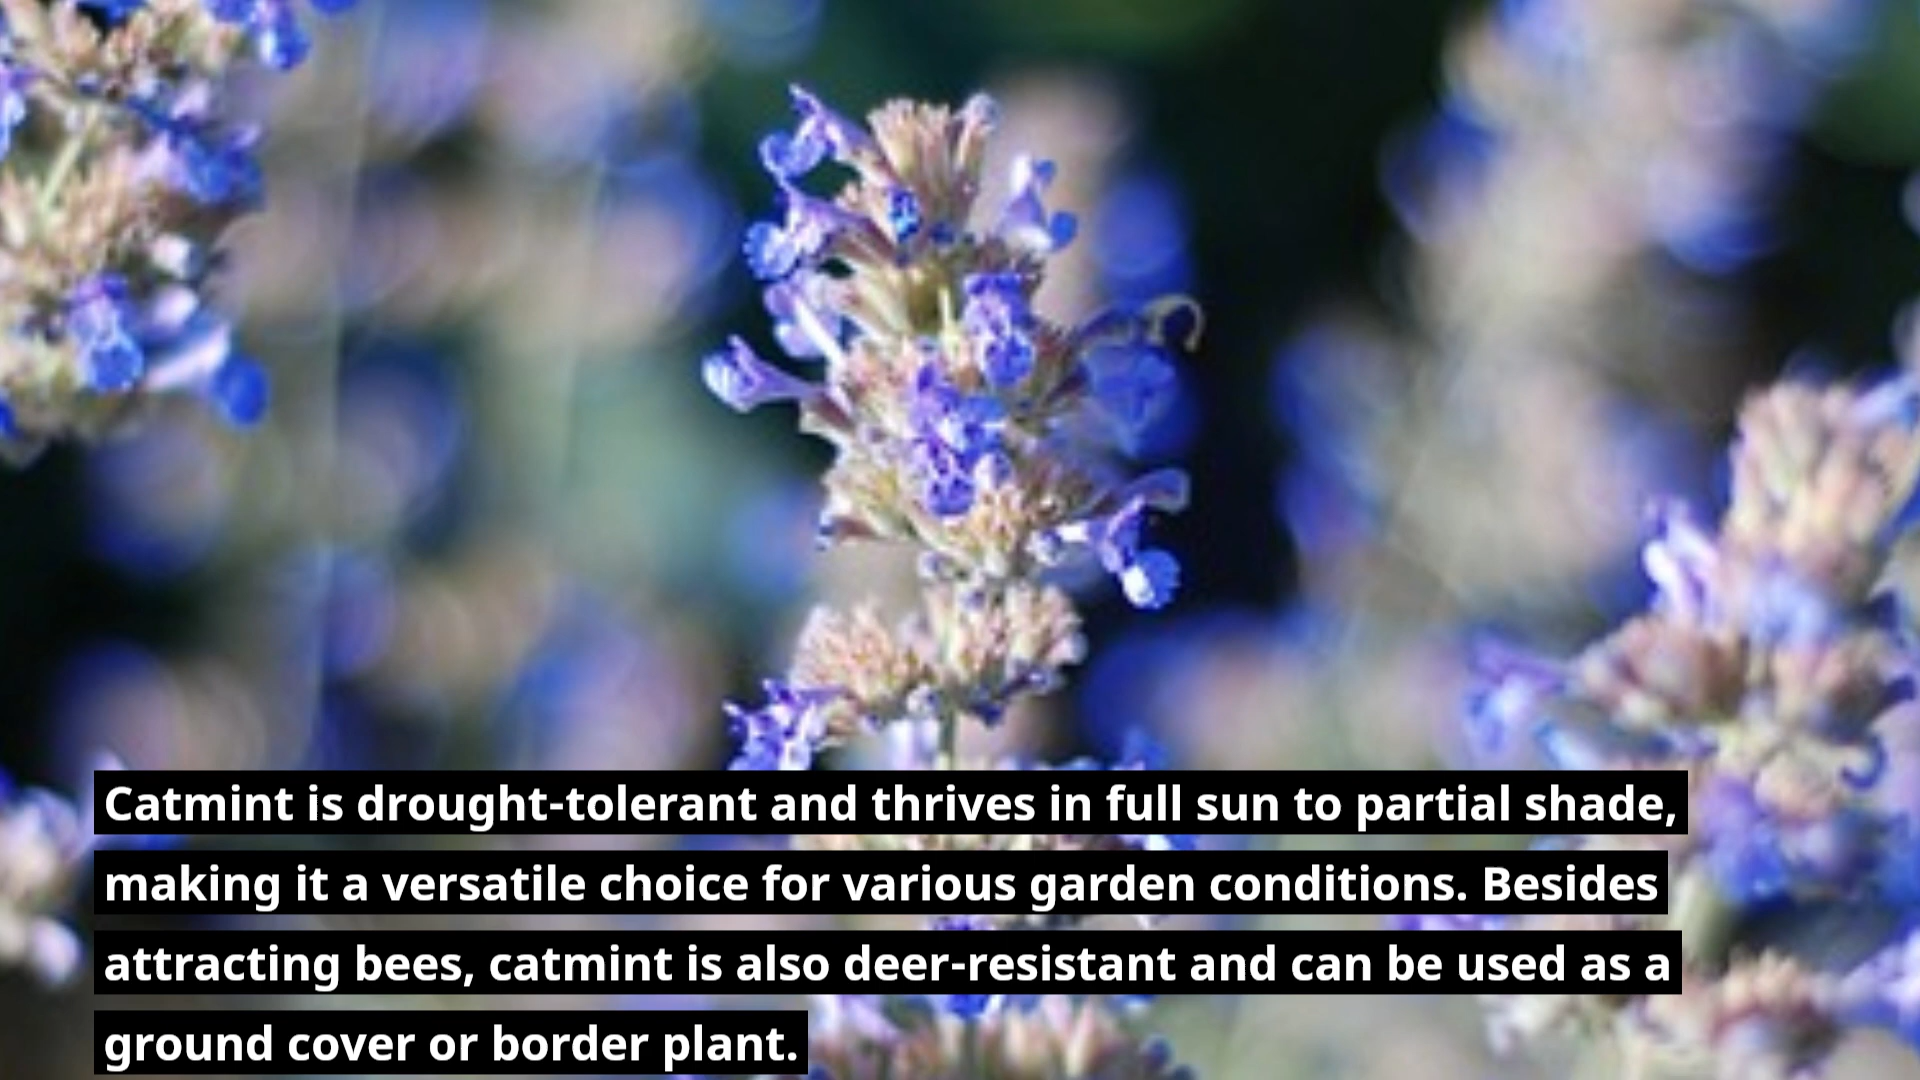 Catmint is drought-tolerant and thrives in full sun to partial shade,
making it a versatile choice for various garden conditions. Besides
attracting bees, catmint is also deer-resistant and can be used as a
ground cover or border plant.